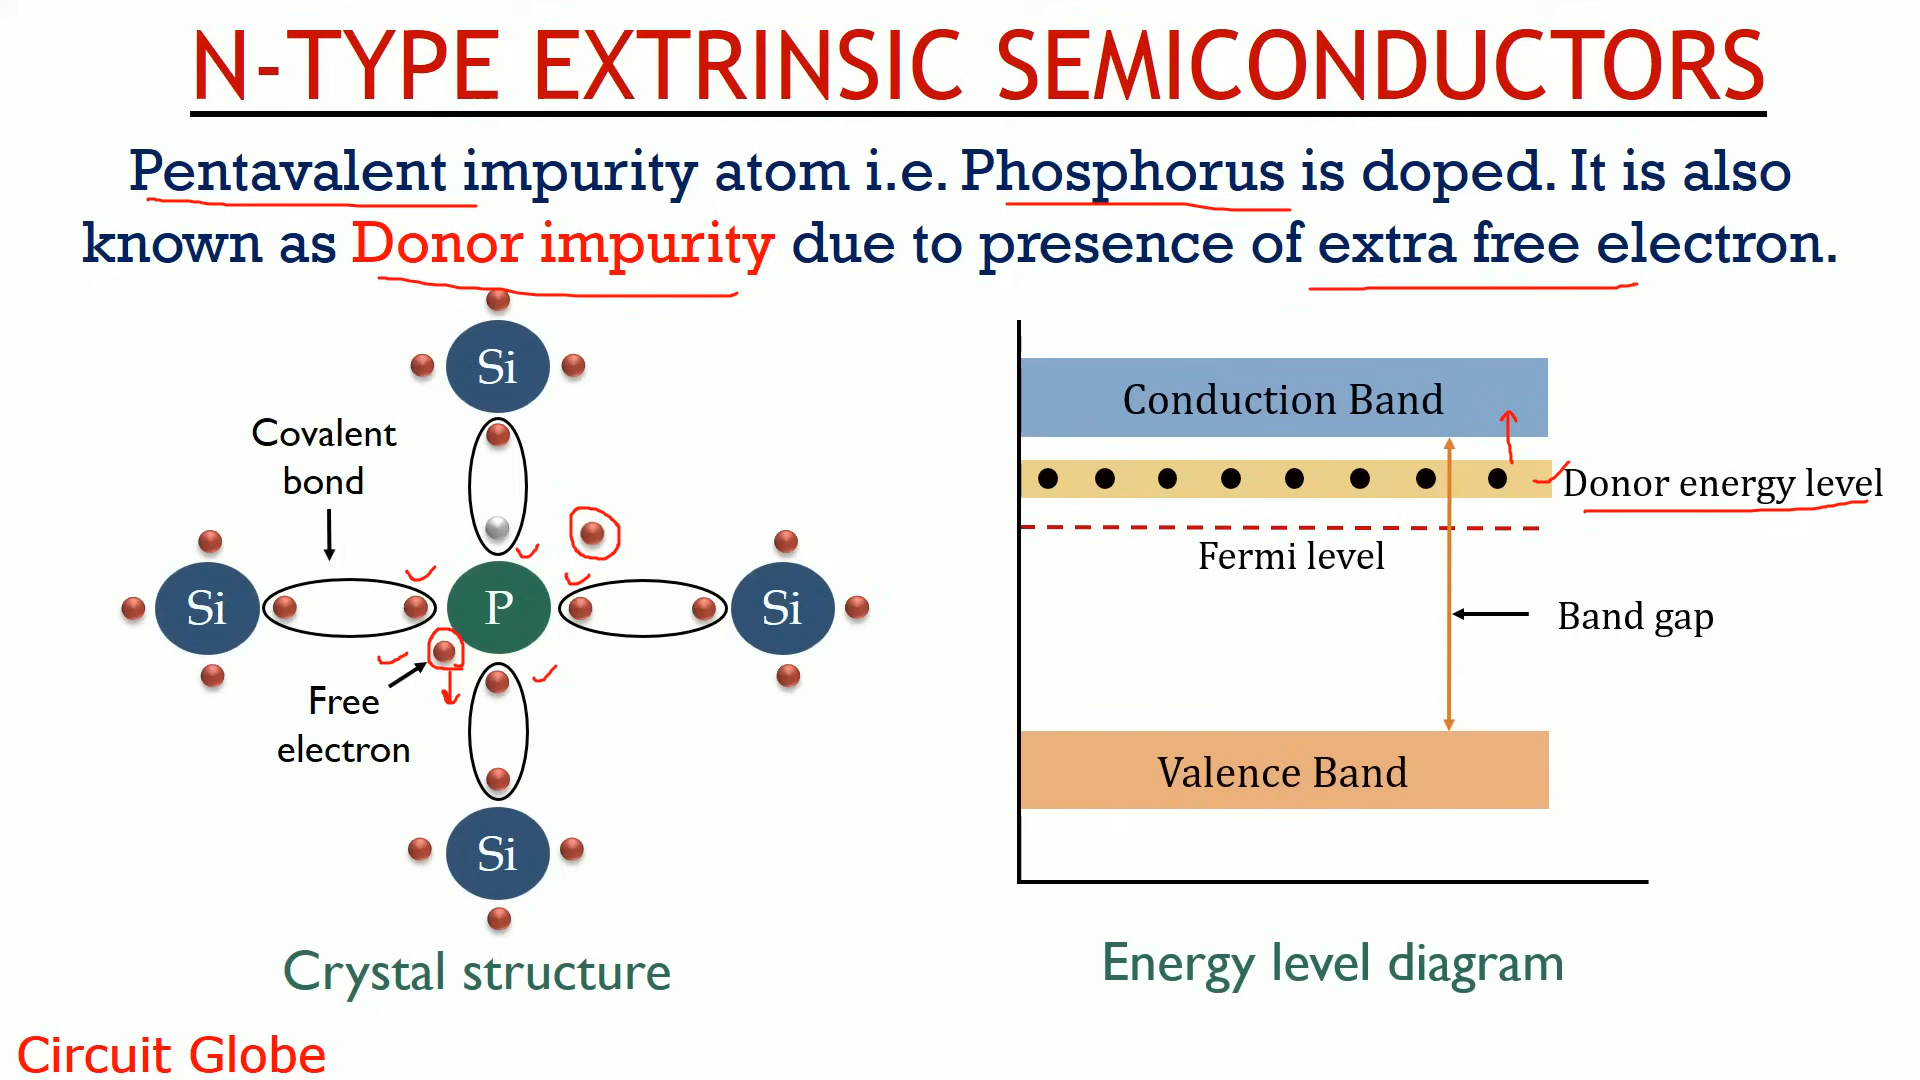 N-TYPE EXTRINSIC SEMICONDUCTORS
Pentavalent impurity atom i.e. Phosphorus is doped. It is also
known as Donor impurity due to presence of extra free electron.
Si
Covalent
bond
Si
P
Si
Free
electron
Si
Crystal structure
Conduction Band
Donor energy level
Fermi level
Band gap
Valence Band
Energy level diagram
Circuit Globe